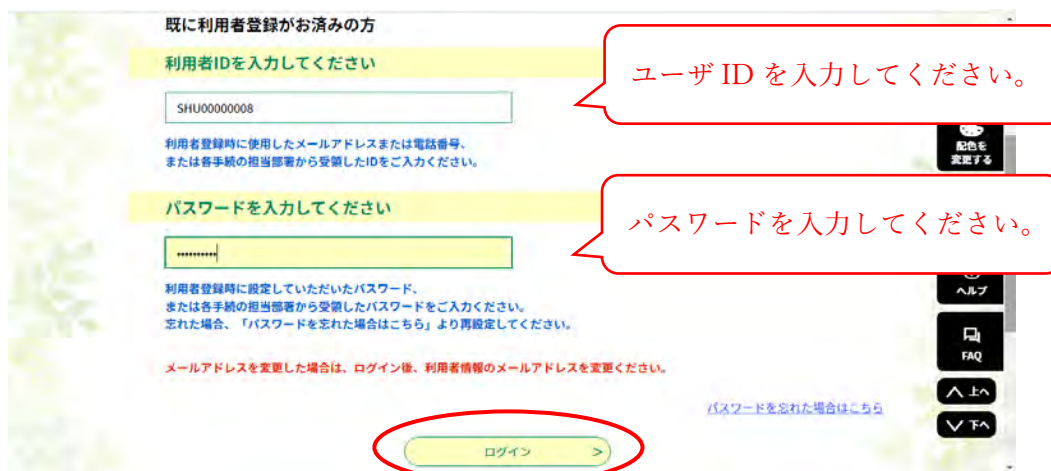 既に利用者登録がお済みの方
利用者IDを入力してください
ユーザ ID を入力してください。
SHU00000008
利用者登録時に使用したメールアドレスまたは電話番号、
または各手続の担当部署から受領したIDをご入力ください。
配色を
変更する
パスワードを入力してください
パスワードを入力してください。
••••••••••
利用者登録時に設定していただいたパスワード、
または各手続の担当部署から受領したパスワードをご入力ください。
忘れた場合、「パスワードを忘れた場合はこちら」より再設定してください。
ヘルプ
FAQ
メールアドレスを変更した場合は、ログイン後、利用者情報のメールアドレスを変更ください。
上へ
パスワードを忘れた場合はこちら
下へ
ログイン >